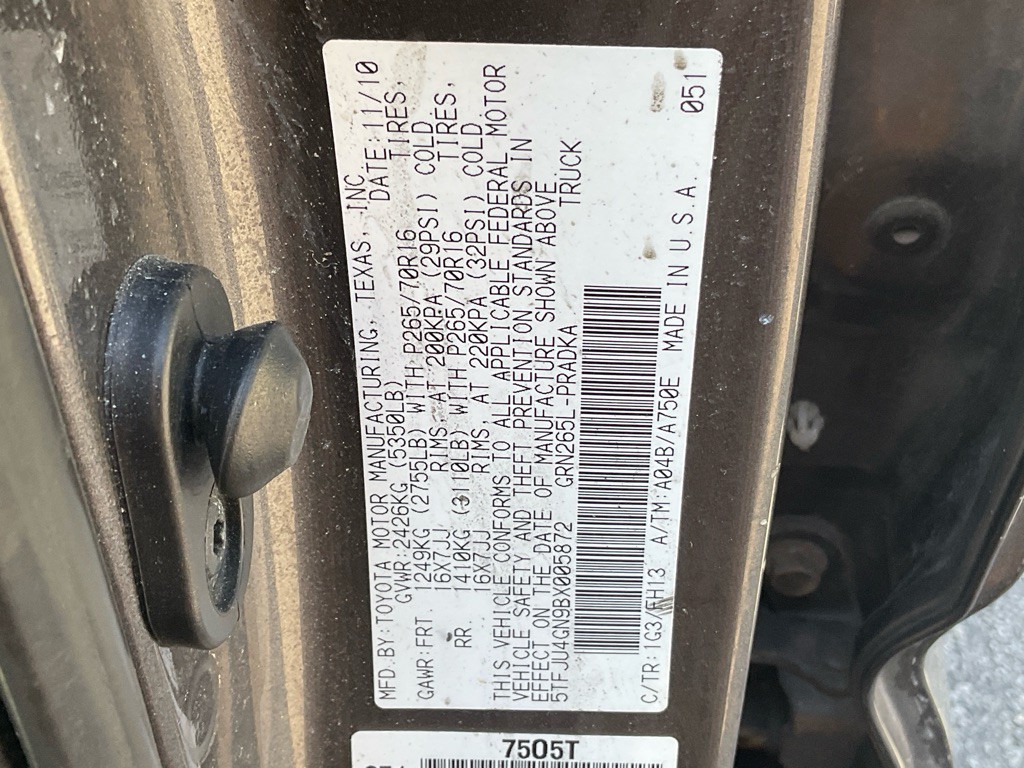 MFD.BY:TOYOTA MOTOR MANUFACTURING, TEXAS, INC.
GVWR:2426KG (5350LB) DATE:11/10
GAWR:FRT. 1249KG (2755LB) WITH P265/70R16 TIRES,
16X7JJ RIMS, AT 200KPA (29PSI) COLD
RR. 1410KG (3110LB) WITH P265/70R16 TIRES,
16X7JJ RIMS, AT 220KPA (32PSI) COLD
THIS VEHICLE CONFORMS TO ALL APPLICABLE FEDERAL MOTOR
VEHICLE SAFETY AND THEFT PREVENTION STANDARDS IN
EFFECT ON THE DATE OF MANUFACTURE SHOWN ABOVE.
5TFJU4GN9BX005872 GRN265L-PRADKA TRUCK
C/TR:1G3/FH13 A/TM:A04B/A750E MADE IN U.S.A. 051
7505T